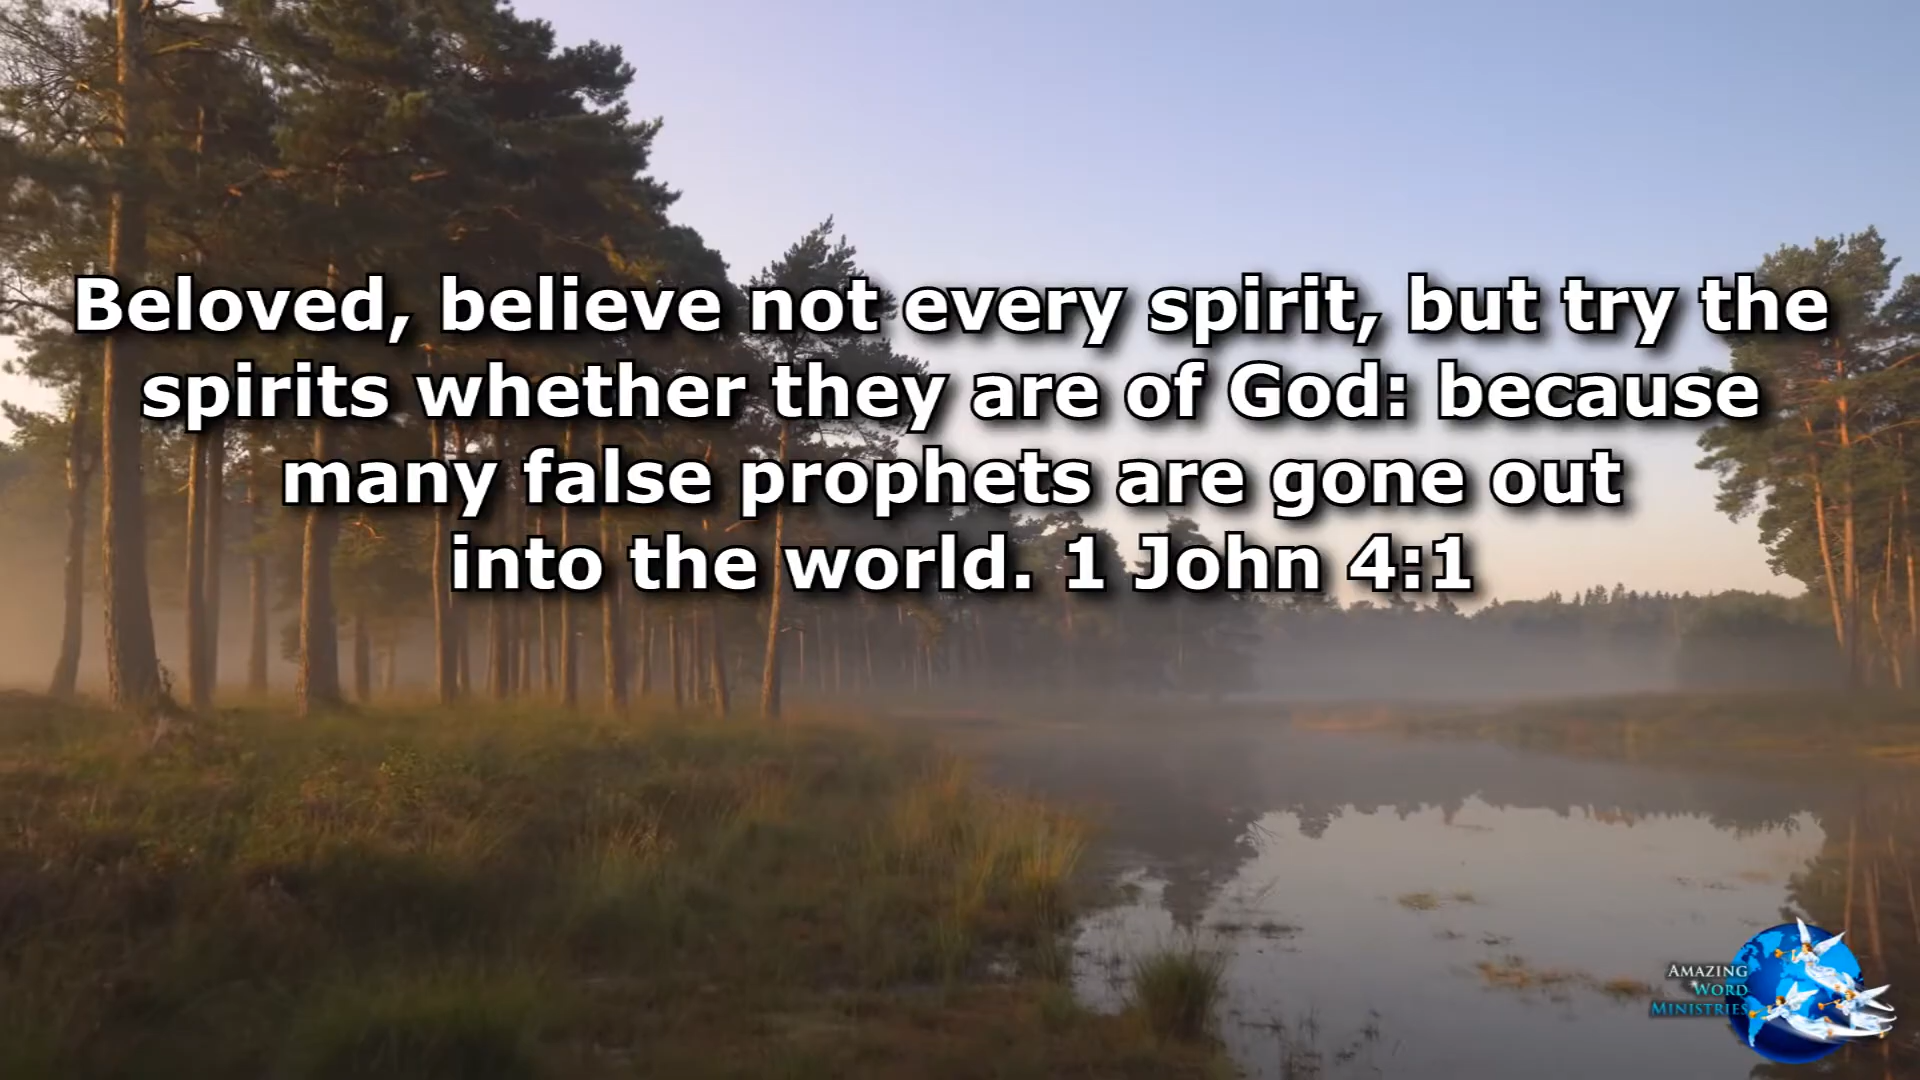 Beloved, believe not every spirit, but try the
spirits whether they are of God: because
many false prophets are gone out
into the world. 1 John 4:1
AMAZING
WORD
MINISTRIES